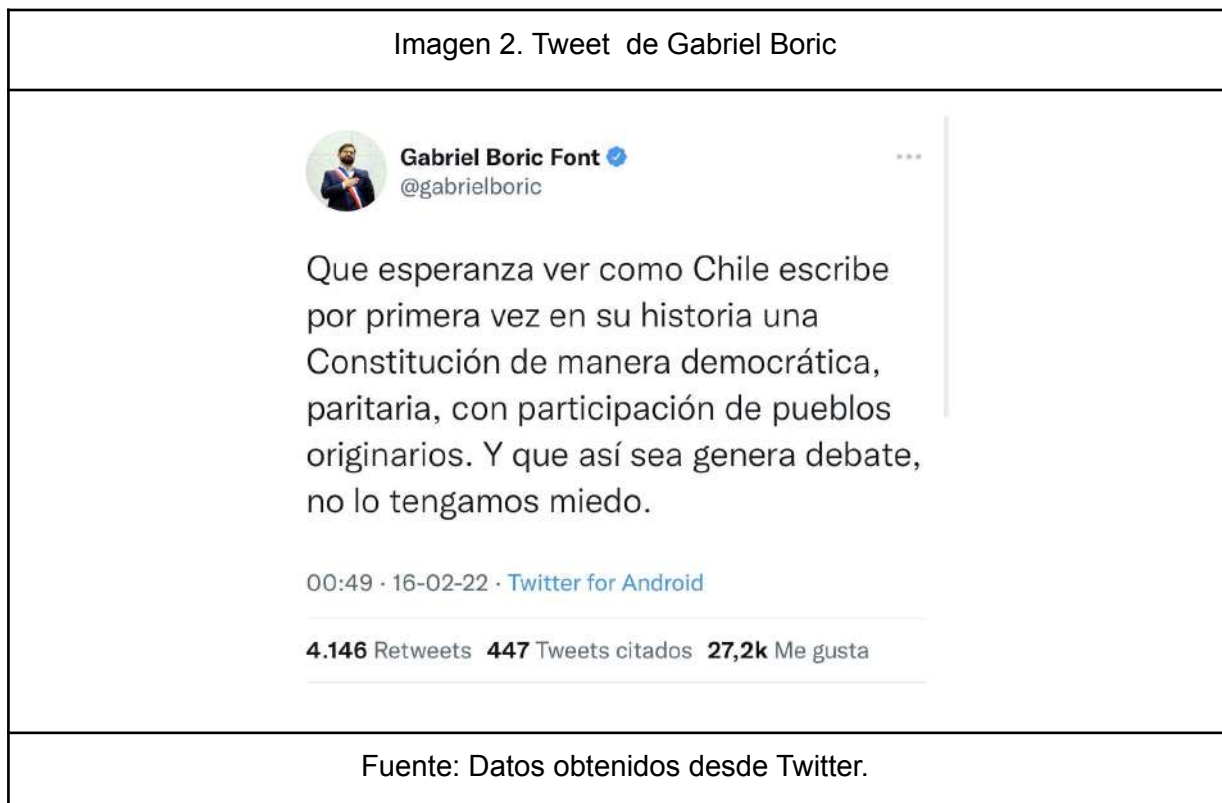 Imagen 2. Tweet de Gabriel Boric
Gabriel Boric Font
@gabrielboric
Que esperanza ver como Chile escribe
por primera vez en su historia una
Constitución de manera democrática,
paritaria, con participación de pueblos
originarios. Y que así sea genera debate,
no lo tengamos miedo.
00:49 · 16-02-22 · Twitter for Android
4.146 Retweets 447 Tweets citados 27,2k Me gusta
Fuente: Datos obtenidos desde Twitter.